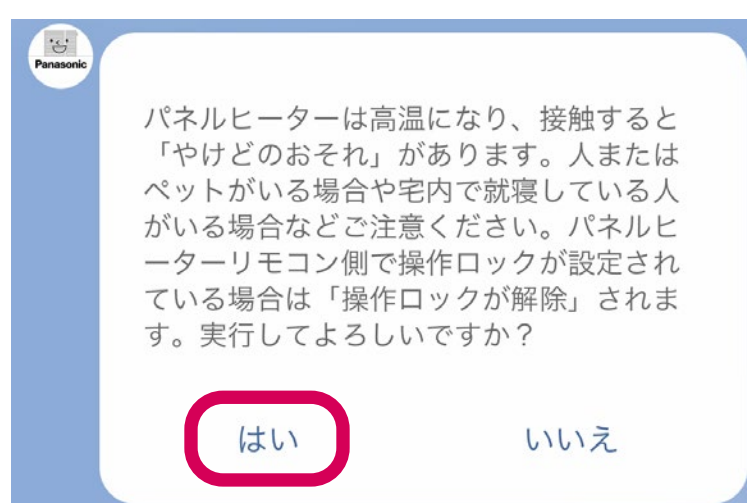 Panasonic
パネルヒーターは高温になり、接触すると
「やけどのおそれ」があります。人または
ペットがいる場合や宅内で就寝している人
がいる場合などご注意ください。パネルヒ
ーターリモコン側で操作ロックが設定され
ている場合は「操作ロックが解除」されま
す。実行してよろしいですか？
はい いいえ